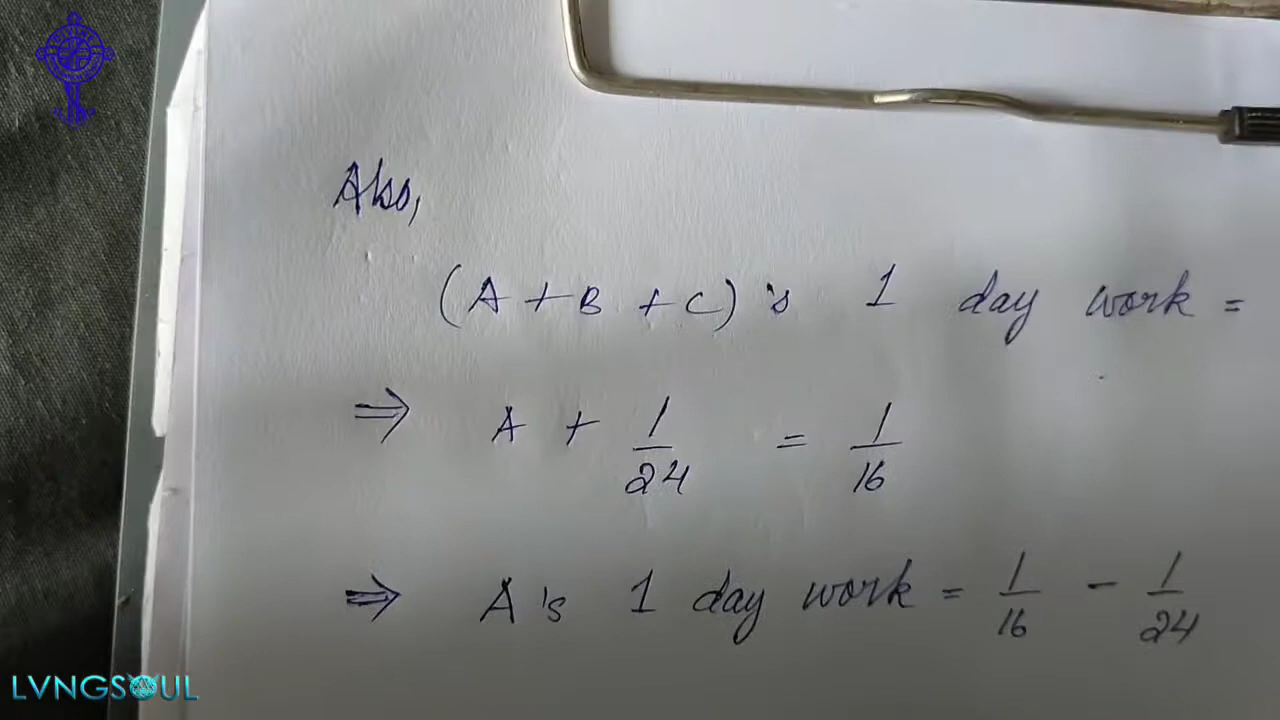 Also,
(A + B + C)'s 1 day work =
⇒ A + 1/24 = 1/16
⇒ A's 1 day work = 1/16 - 1/24
LVNGSOUL